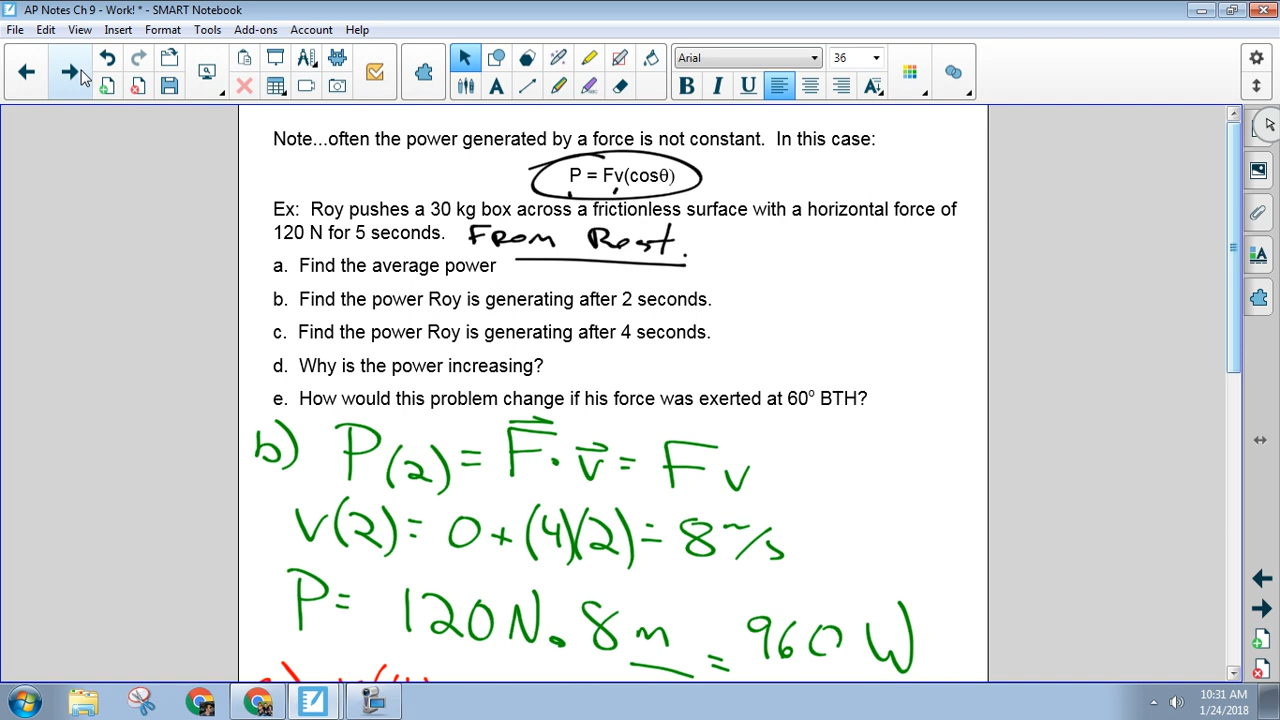 AP Notes Ch 9 - Work! * - SMART Notebook
File Edit View Insert Format Tools Add-ons Account Help
Arial 36
B I U
Note...often the power generated by a force is not constant. In this case:
P = Fv(cosθ)
Ex: Roy pushes a 30 kg box across a frictionless surface with a horizontal force of
120 N for 5 seconds. FROM Rest.
a. Find the average power
b. Find the power Roy is generating after 2 seconds.
c. Find the power Roy is generating after 4 seconds.
d. Why is the power increasing?
e. How would this problem change if his force was exerted at 60° BTH?
b) P(2) = F⃗ · v⃗ = Fv
v(2) = 0 + (4)(2) = 8 m/s
P = 120 N · 8 m = 960 W
10:31 AM
1/24/2018